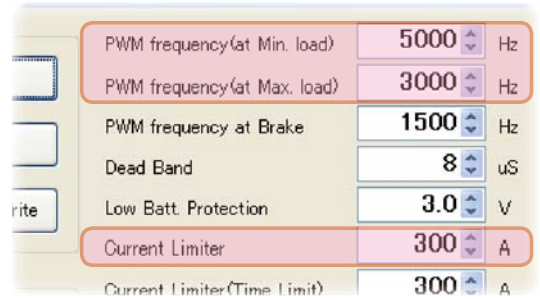 PWM frequency(at Min. load) 5000 Hz
PWM frequency(at Max. load) 3000 Hz
PWM frequency at Brake 1500 Hz
Dead Band 8 uS
rite Low Batt. Protection 3.0 V
Current Limiter 300 A
Current Limiter(Time Limit) 300 A